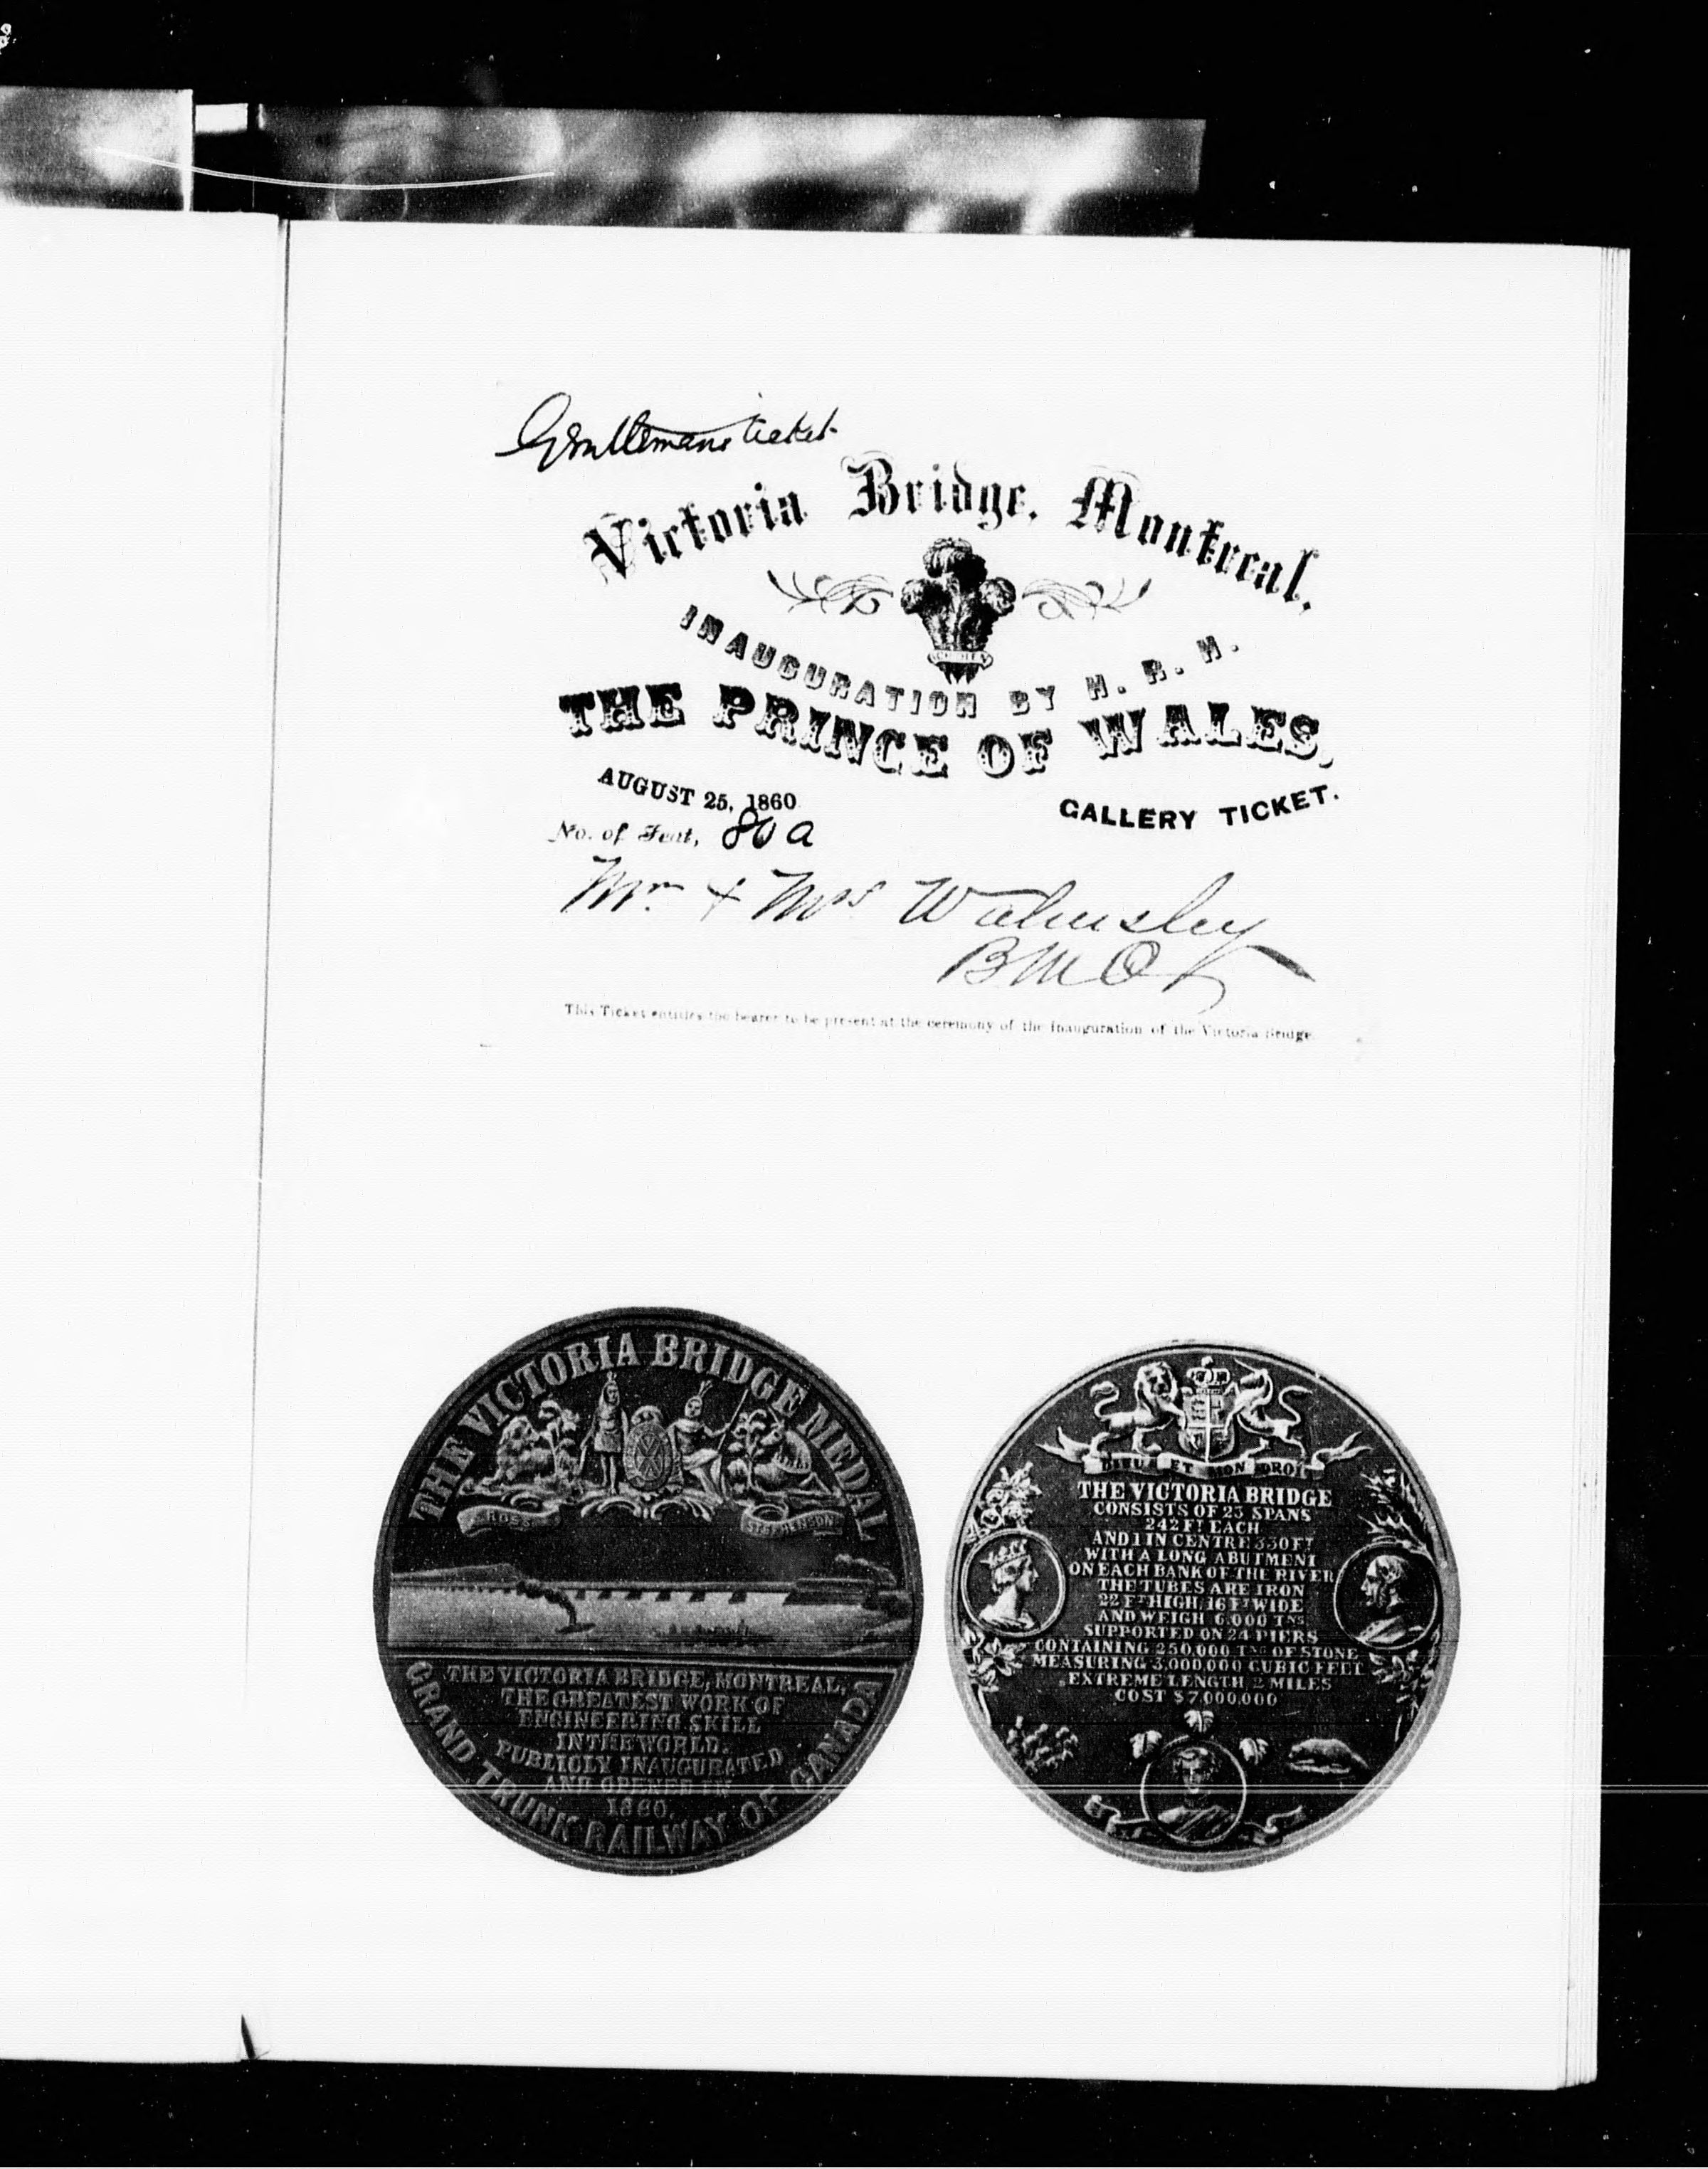 Gentlemans ticket
Victoria Bridge, Montreal,
INAUGURATION BY H. R. H.
THE PRINCE OF WALES,
AUGUST 25, 1860
GALLERY TICKET.
No. of Seat, 80 a
Mr. & Mrs Walmsley
This Ticket entitles the bearer to be present at the ceremony of the Inauguration of the Victoria Bridge.
THE VICTORIA BRIDGE MEDAL
ROSS
STEPHENSON
THE VICTORIA BRIDGE, MONTREAL,
THE GREATEST WORK OF
ENGINEERING SKILL
IN THE WORLD.
PUBLICLY INAUGURATED
AND OPENED IN
1860.
GRAND TRUNK RAILWAY OF CANADA
DIEU ET MON DROIT
THE VICTORIA BRIDGE
CONSISTS OF 23 SPANS
242 FT EACH
AND 1 IN CENTRE 330 FT
WITH A LONG ABUTMENT
ON EACH BANK OF THE RIVER
THE TUBES ARE IRON
22 FT HIGH, 16 FT WIDE
AND WEIGH 6,000 TNS
SUPPORTED ON 24 PIERS
CONTAINING 250,000 TNS OF STONE
MEASURING 3,000,000 CUBIC FEET
EXTREME LENGTH 2 MILES
COST $7,000,000